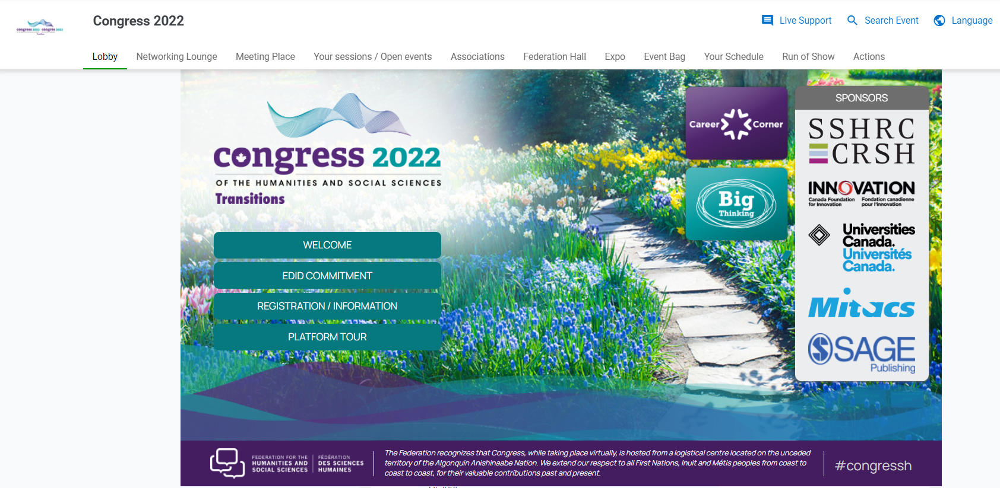 congress 2022 congrès 2022
Congress 2022
Live Support
Search Event
Language
Lobby
Networking Lounge
Meeting Place
Your sessions / Open events
Associations
Federation Hall
Expo
Event Bag
Your Schedule
Run of Show
Actions
congress 2022
OF THE HUMANITIES AND SOCIAL SCIENCES
Transitions
WELCOME
EDID COMMITMENT
REGISTRATION / INFORMATION
PLATFORM TOUR
Career Corner
Big
Thinking
SPONSORS
SSHRC
CRSH
INNOVATION
Canada Foundation
for Innovation
Fondation canadienne
pour l'innovation
Universities
Canada.
Universités
Canada.
Mitacs
SAGE
Publishing
FEDERATION FOR THE
HUMANITIES AND
SOCIAL SCIENCES
FÉDÉRATION
DES SCIENCES
HUMAINES
The Federation recognizes that Congress, while taking place virtually, is hosted from a logistical centre located on the unceded
territory of the Algonquin Anishinaabe Nation. We extend our respect to all First Nations, Inuit and Métis peoples from coast to
coast to coast, for their valuable contributions past and present.
#congressh